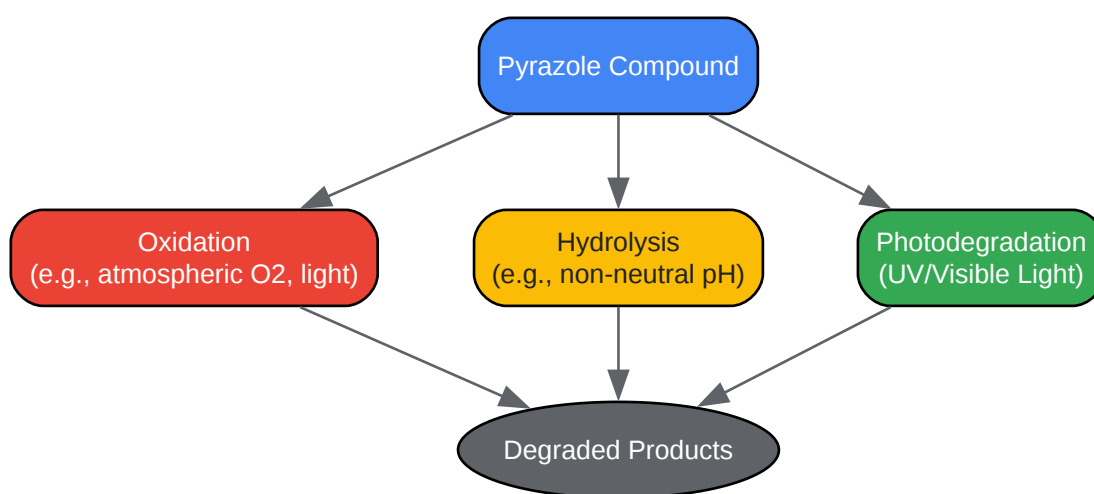 Pyrazole Compound
Oxidation
(e.g., atmospheric O2, light)
Hydrolysis
(e.g., non-neutral pH)
Photodegradation
(UV/Visible Light)
Degraded Products